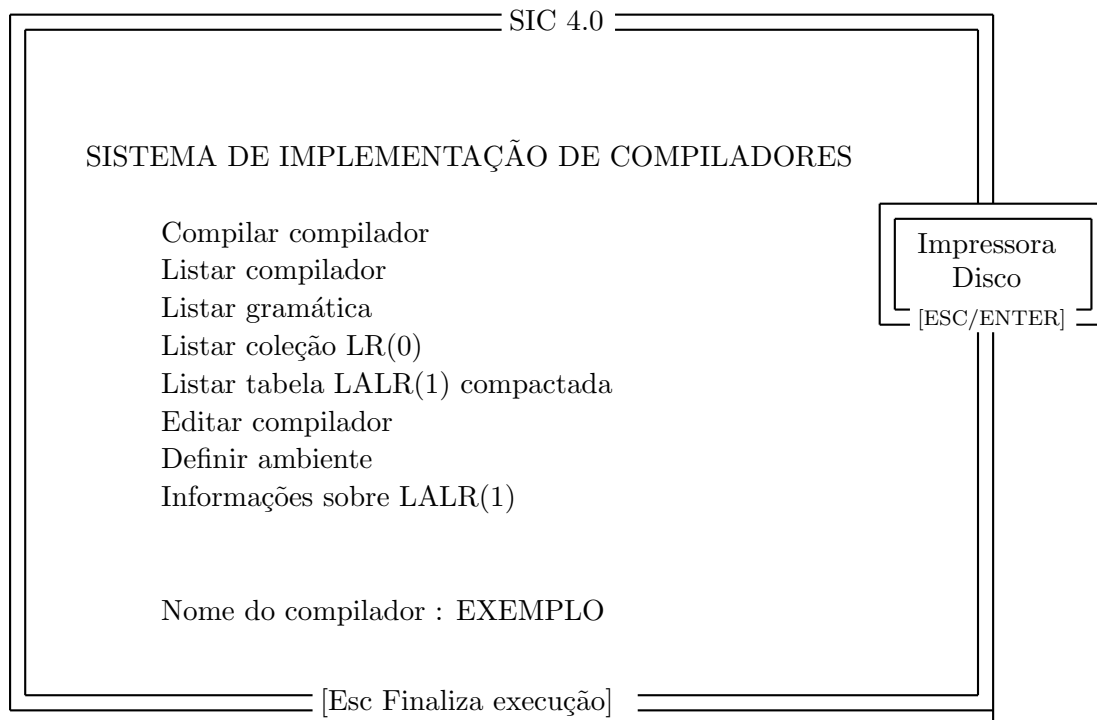 SIC 4.0
SISTEMA DE IMPLEMENTAÇÃO DE COMPILADORES
Compilar compilador
Listar compilador
Listar gramática
Listar coleção LR(0)
Listar tabela LALR(1) compactada
Editar compilador
Definir ambiente
Informações sobre LALR(1)
Impressora
Disco
[ESC/ENTER]
Nome do compilador : EXEMPLO
[Esc Finaliza execução]